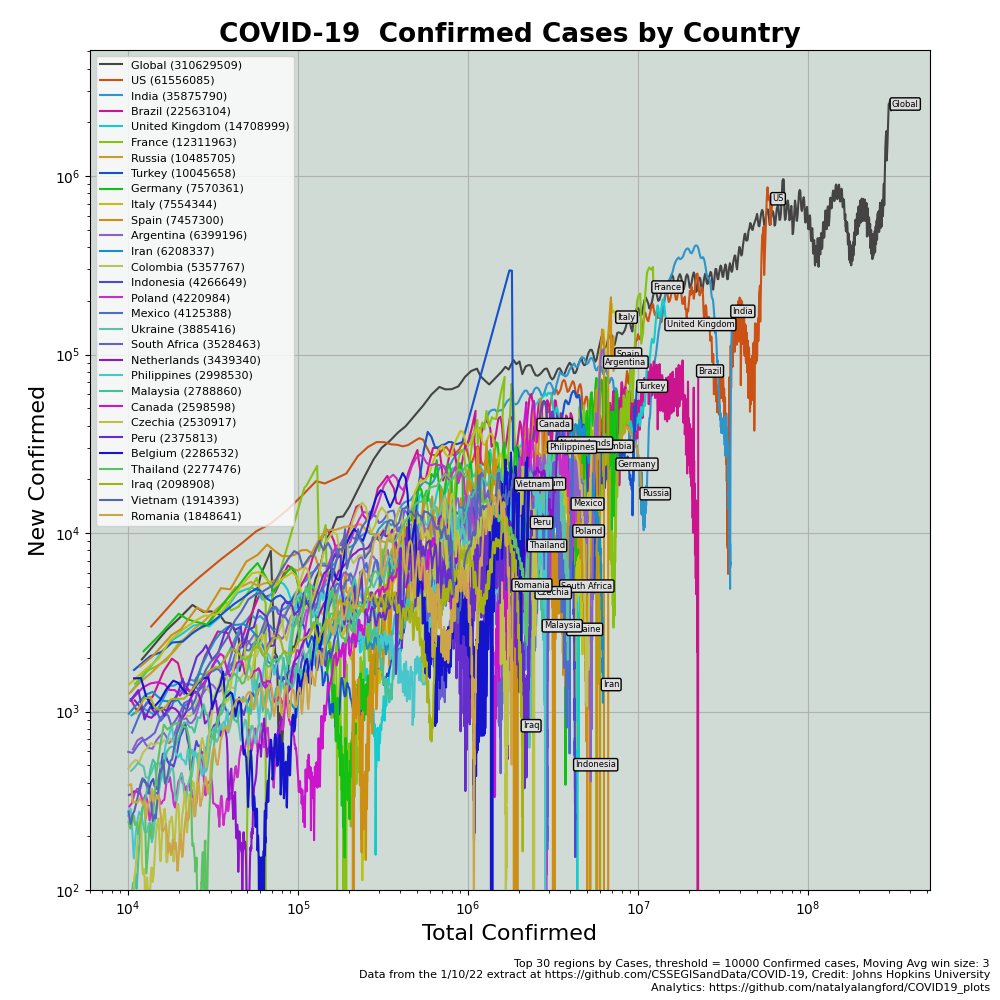 COVID-19  Confirmed Cases by Country
Global (310629509)
US (61556085)
India (35875790)
Brazil (22563104)
United Kingdom (14708999)
France (12311963)
Russia (10485705)
Turkey (10045658)
Germany (7570361)
Italy (7554344)
Spain (7457300)
Argentina (6399196)
Iran (6208337)
Colombia (5357767)
Indonesia (4266649)
Poland (4220984)
Mexico (4125388)
Ukraine (3885416)
South Africa (3528463)
Netherlands (3439340)
Philippines (2998530)
Malaysia (2788860)
Canada (2598598)
Czechia (2530917)
Peru (2375813)
Belgium (2286532)
Thailand (2277476)
Iraq (2098908)
Vietnam (1914393)
Romania (1848641)
Global
US
France
India
Italy
United Kingdom
Spain
Argentina
Brazil
Turkey
Canada
Philippines
Germany
Vietnam
Russia
Mexico
Peru
Poland
Thailand
Romania
South Africa
Czechia
Malaysia
Iran
Iraq
Indonesia
New Confirmed
10^6
10^5
10^4
10^3
10^2
10^4 10^5 10^6 10^7 10^8
Total Confirmed
Top 30 regions by Cases, threshold = 10000 Confirmed cases, Moving Avg win size: 3
Data from the 1/10/22 extract at https://github.com/CSSEGISandData/COVID-19, Credit: Johns Hopkins University
Analytics: https://github.com/natalyalangford/COVID19_plots